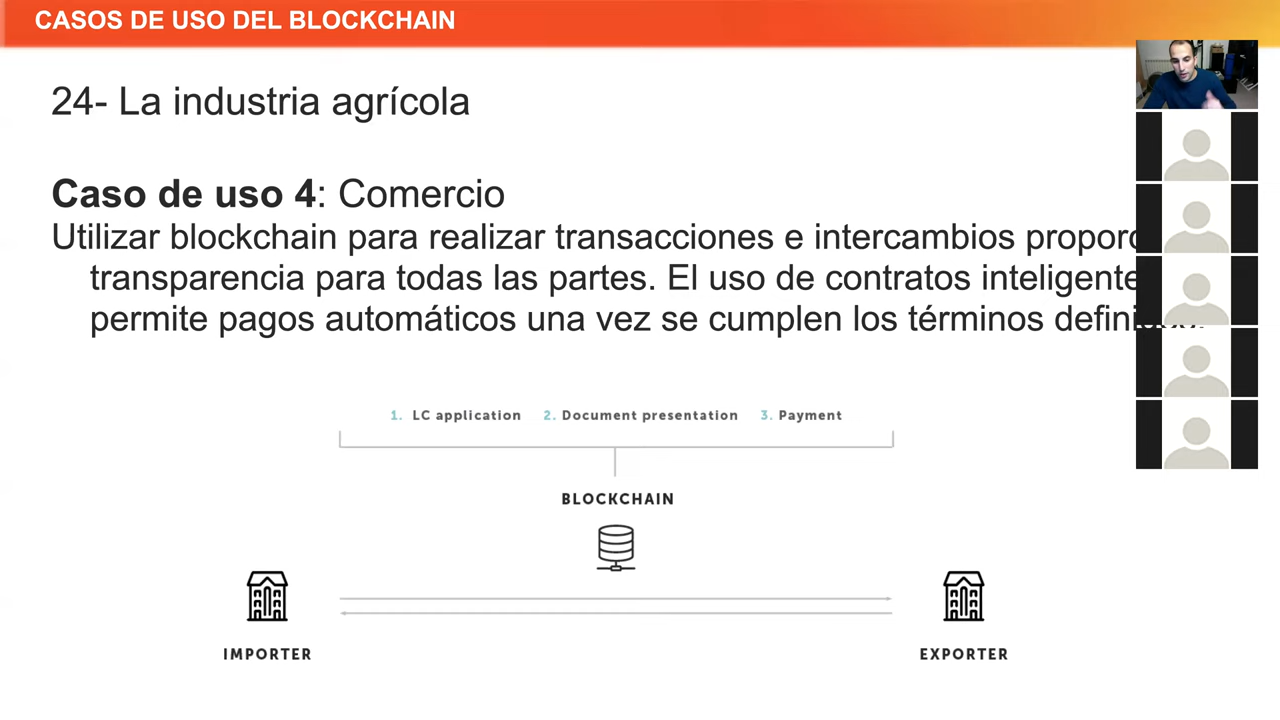 CASOS DE USO DEL BLOCKCHAIN
24- La industria agrícola
Caso de uso 4: Comercio
Utilizar blockchain para realizar transacciones e intercambios
transparencia para todas las partes. El uso de contratos
permite pagos automáticos una vez se cumplen los términos
1. LC application 2. Document presentation 3. Payment
BLOCKCHAIN
IMPORTER
EXPORTER